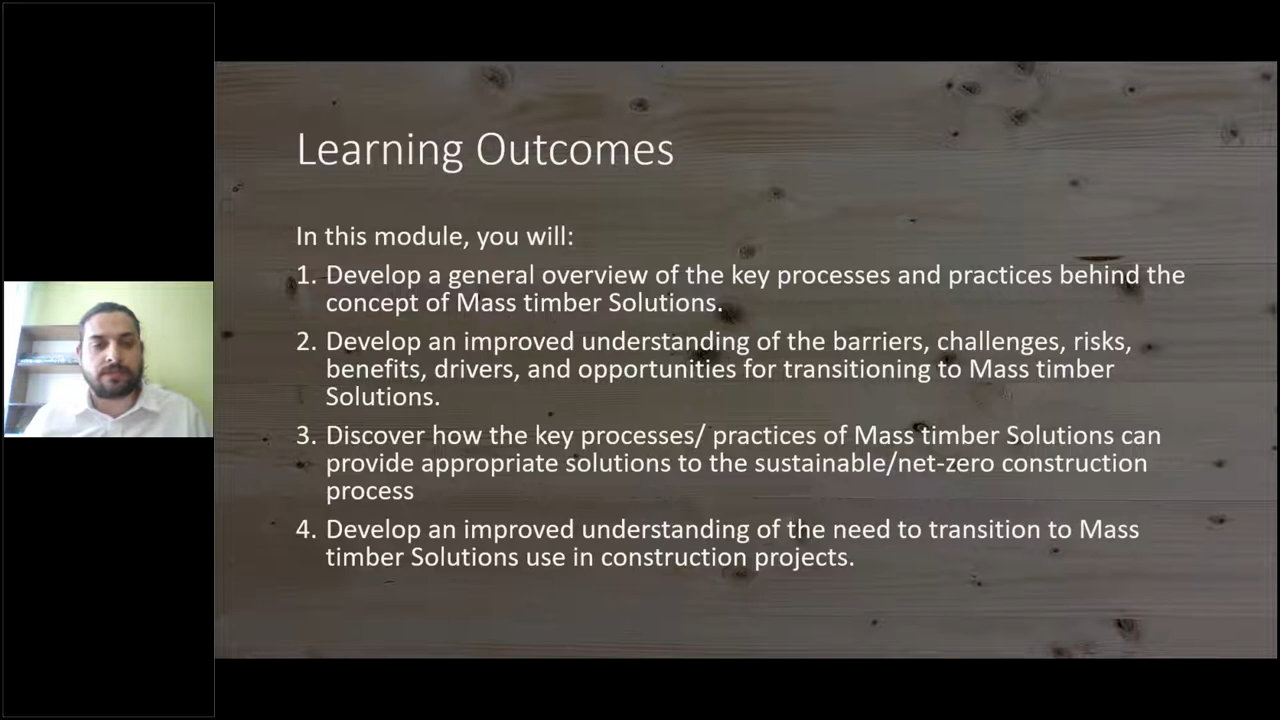 Learning Outcomes
In this module, you will:
1. Develop a general overview of the key processes and practices behind the
concept of Mass timber Solutions.
2. Develop an improved understanding of the barriers, challenges, risks,
benefits, drivers, and opportunities for transitioning to Mass timber
Solutions.
3. Discover how the key processes/ practices of Mass timber Solutions can
provide appropriate solutions to the sustainable/net-zero construction
process
4. Develop an improved understanding of the need to transition to Mass
timber Solutions use in construction projects.